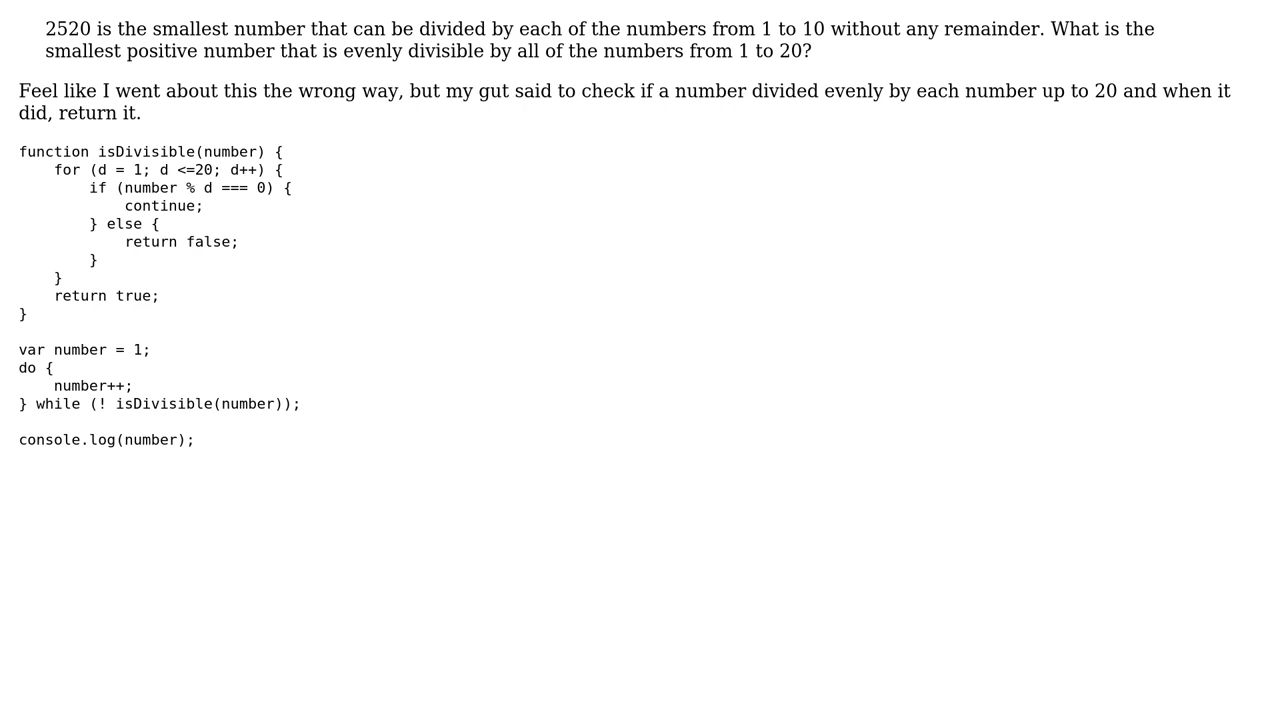 2520 is the smallest number that can be divided by each of the numbers from 1 to 10 without any remainder. What is the
smallest positive number that is evenly divisible by all of the numbers from 1 to 20?
Feel like I went about this the wrong way, but my gut said to check if a number divided evenly by each number up to 20 and when it
did, return it.
function isDivisible(number) {
    for (d = 1; d <=20; d++) {
        if (number % d === 0) {
            continue;
        } else {
            return false;
        }
    }
    return true;
}
var number = 1;
do {
    number++;
} while (! isDivisible(number));
console.log(number);